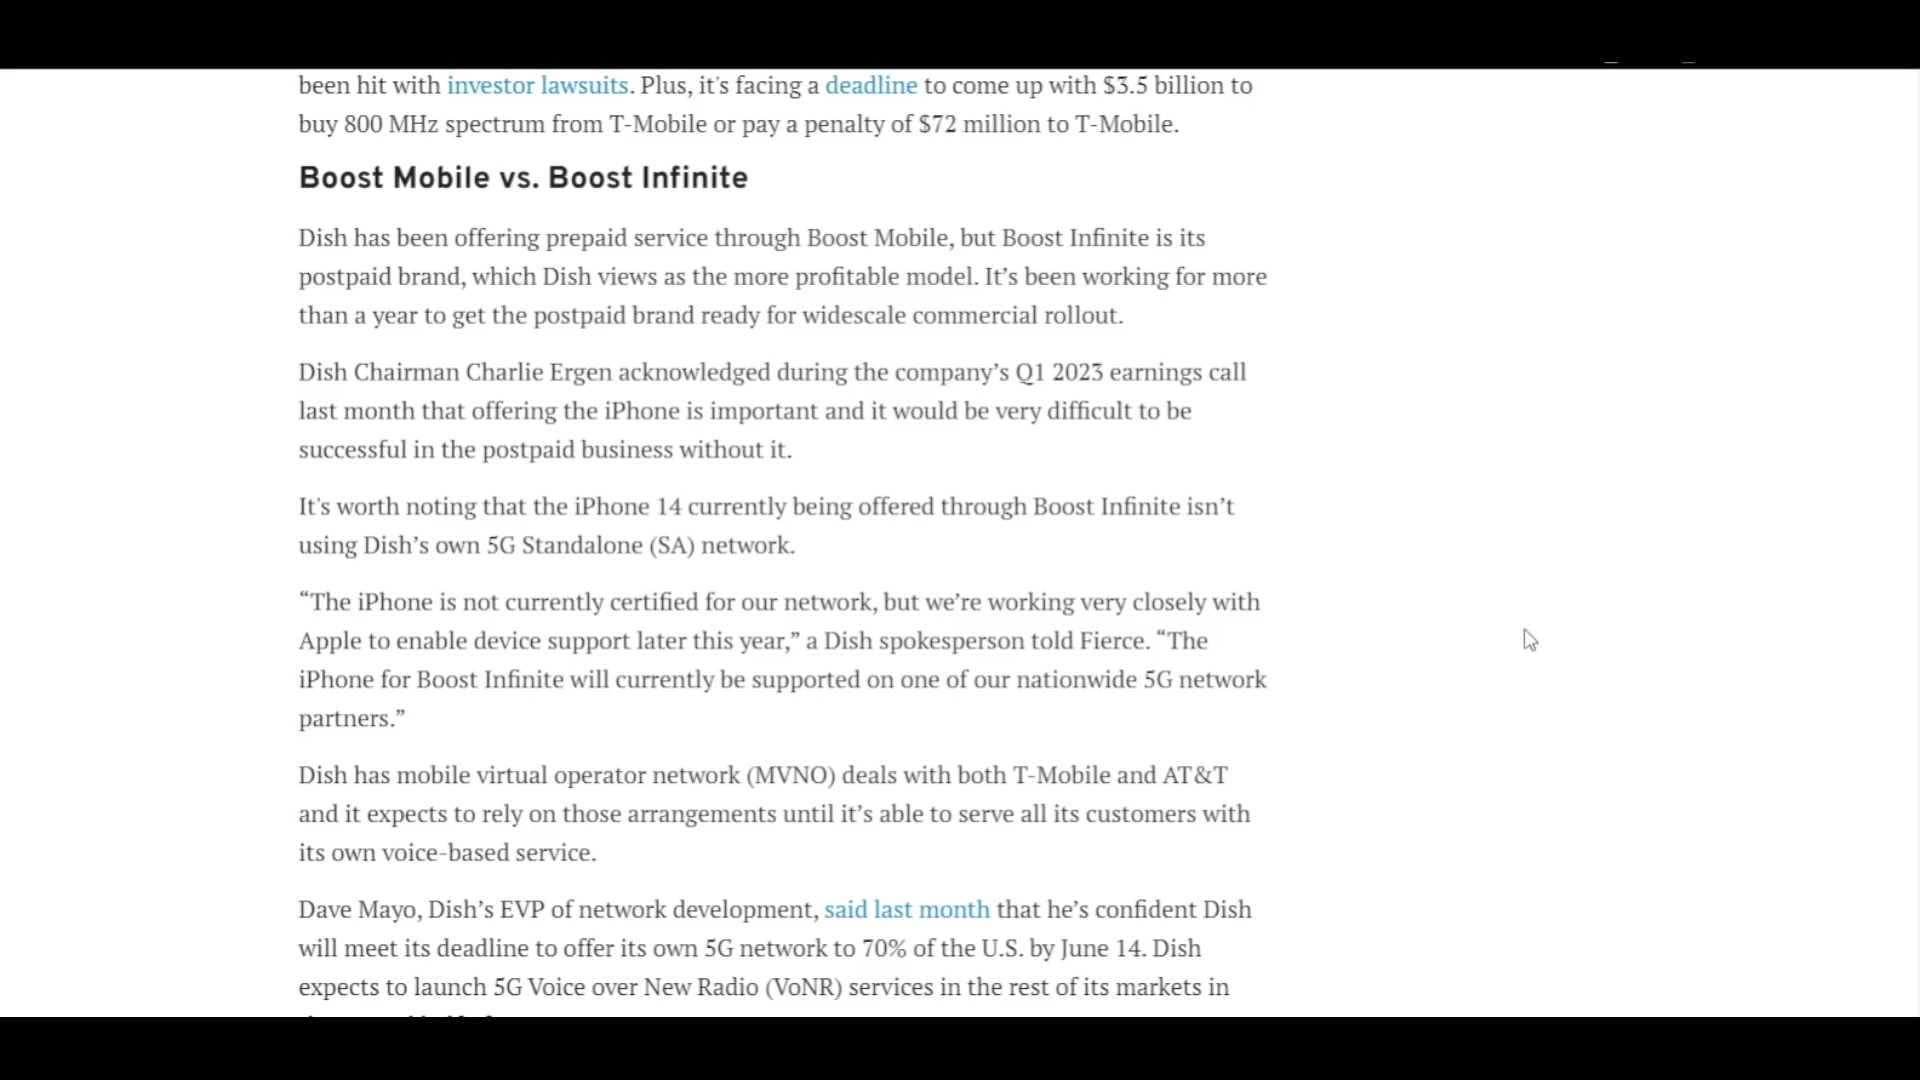 been hit with investor lawsuits. Plus, it's facing a deadline to come up with $3.5 billion to
buy 800 MHz spectrum from T-Mobile or pay a penalty of $72 million to T-Mobile.
Boost Mobile vs. Boost Infinite
Dish has been offering prepaid service through Boost Mobile, but Boost Infinite is its
postpaid brand, which Dish views as the more profitable model. It’s been working for more
than a year to get the postpaid brand ready for widescale commercial rollout.
Dish Chairman Charlie Ergen acknowledged during the company’s Q1 2023 earnings call
last month that offering the iPhone is important and it would be very difficult to be
successful in the postpaid business without it.
It's worth noting that the iPhone 14 currently being offered through Boost Infinite isn’t
using Dish’s own 5G Standalone (SA) network.
“The iPhone is not currently certified for our network, but we’re working very closely with
Apple to enable device support later this year,” a Dish spokesperson told Fierce. “The
iPhone for Boost Infinite will currently be supported on one of our nationwide 5G network
partners.”
Dish has mobile virtual operator network (MVNO) deals with both T-Mobile and AT&T
and it expects to rely on those arrangements until it’s able to serve all its customers with
its own voice-based service.
Dave Mayo, Dish’s EVP of network development, said last month that he’s confident Dish
will meet its deadline to offer its own 5G network to 70% of the U.S. by June 14. Dish
expects to launch 5G Voice over New Radio (VoNR) services in the rest of its markets in